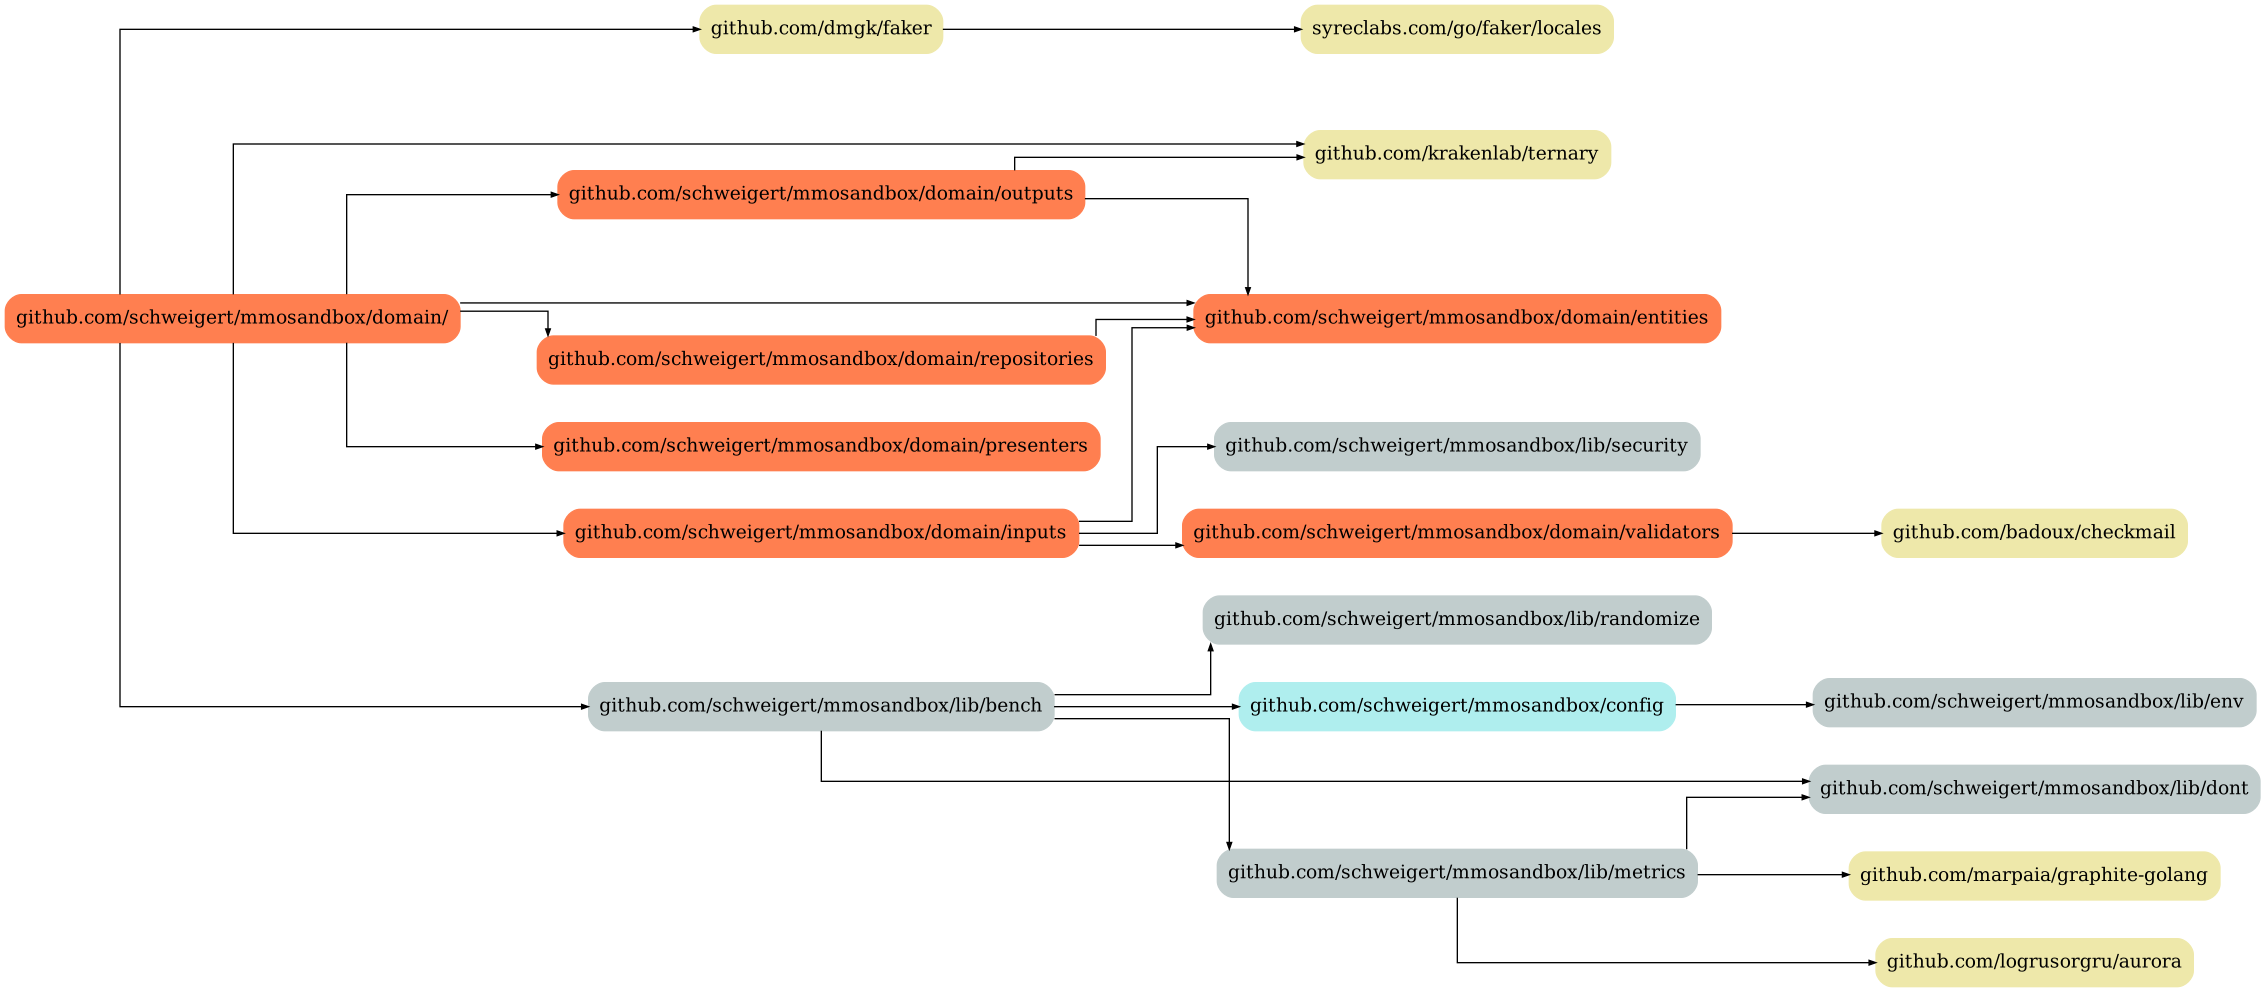 github.com/dmgk/faker
syreclabs.com/go/faker/locales
github.com/krakenlab/ternary
github.com/schweigert/mmosandbox/domain/outputs
github.com/schweigert/mmosandbox/domain/
github.com/schweigert/mmosandbox/domain/entities
github.com/schweigert/mmosandbox/domain/repositories
github.com/schweigert/mmosandbox/domain/presenters
github.com/schweigert/mmosandbox/lib/security
github.com/schweigert/mmosandbox/domain/inputs
github.com/schweigert/mmosandbox/domain/validators
github.com/badoux/checkmail
github.com/schweigert/mmosandbox/lib/randomize
github.com/schweigert/mmosandbox/lib/bench
github.com/schweigert/mmosandbox/config
github.com/schweigert/mmosandbox/lib/env
github.com/schweigert/mmosandbox/lib/dont
github.com/schweigert/mmosandbox/lib/metrics
github.com/marpaia/graphite-golang
github.com/logrusorgru/aurora